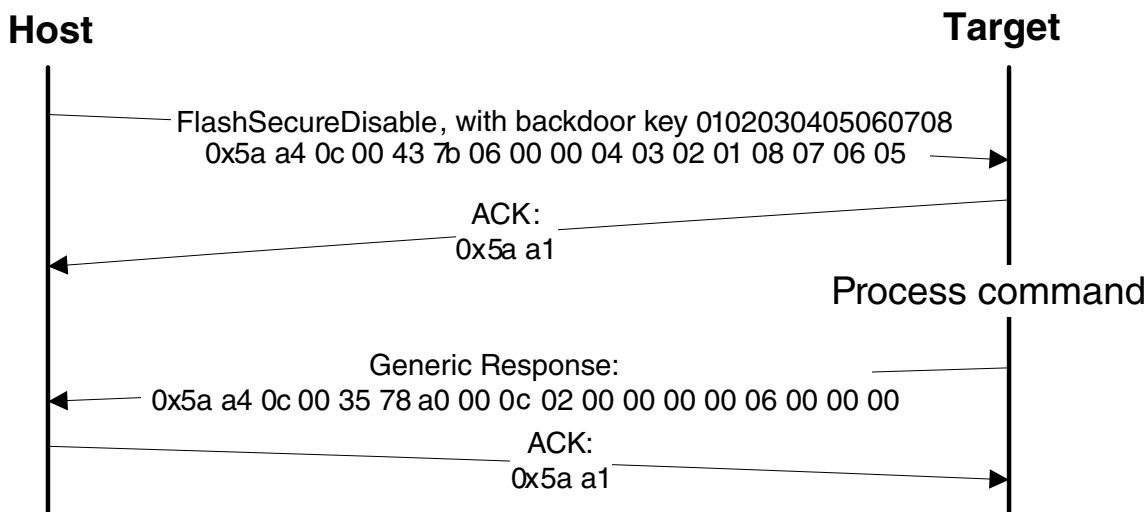 Host
Target
FlashSecureDisable, with backdoor key 0102030405060708
0x5a a4 0c 00 43 7b 06 00 00 04 03 02 01 08 07 06 05
ACK:
0x5a a1
Process command
Generic Response:
0x5a a4 0c 00 35 78 a0 00 0c 02 00 00 00 00 06 00 00 00
ACK:
0x5a a1